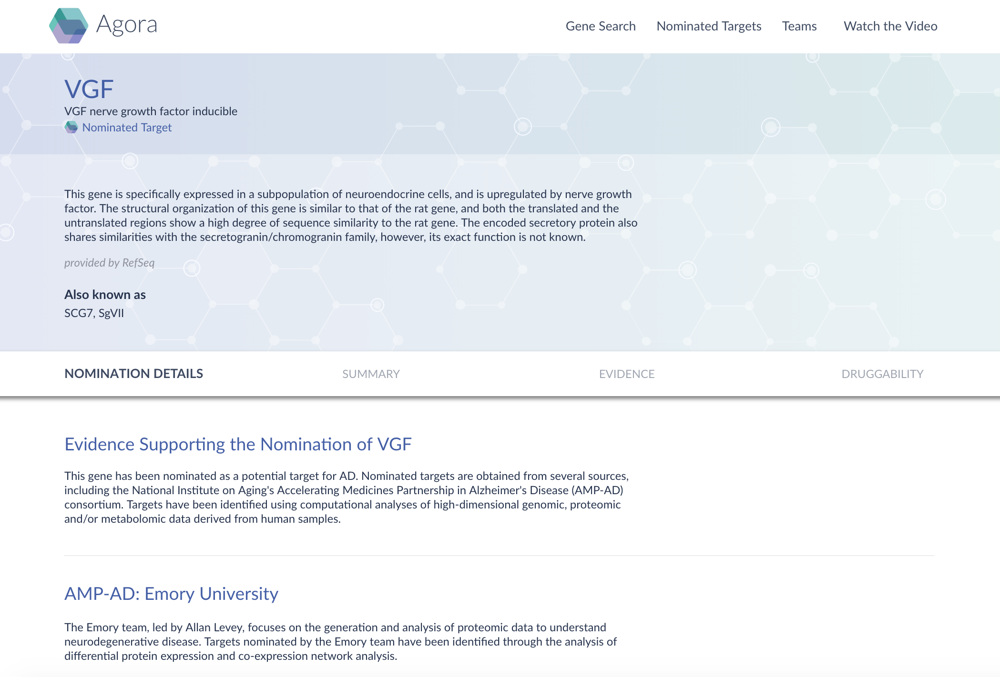 Agora
Gene Search
Nominated Targets
Teams
Watch the Video
VGF
VGF nerve growth factor inducible
Nominated Target
This gene is specifically expressed in a subpopulation of neuroendocrine cells, and is upregulated by nerve growth
factor. The structural organization of this gene is similar to that of the rat gene, and both the translated and the
untranslated regions show a high degree of sequence similarity to the rat gene. The encoded secretory protein also
shares similarities with the secretogranin/chromogranin family, however, its exact function is not known.
provided by RefSeq
Also known as
SCG7, SgVII
NOMINATION DETAILS
SUMMARY
EVIDENCE
DRUGGABILITY
Evidence Supporting the Nomination of VGF
This gene has been nominated as a potential target for AD. Nominated targets are obtained from several sources,
including the National Institute on Aging's Accelerating Medicines Partnership in Alzheimer's Disease (AMP-AD)
consortium. Targets have been identified using computational analyses of high-dimensional genomic, proteomic
and/or metabolomic data derived from human samples.
AMP-AD: Emory University
The Emory team, led by Allan Levey, focuses on the generation and analysis of proteomic data to understand
neurodegenerative disease. Targets nominated by the Emory team have been identified through the analysis of
differential protein expression and co-expression network analysis.